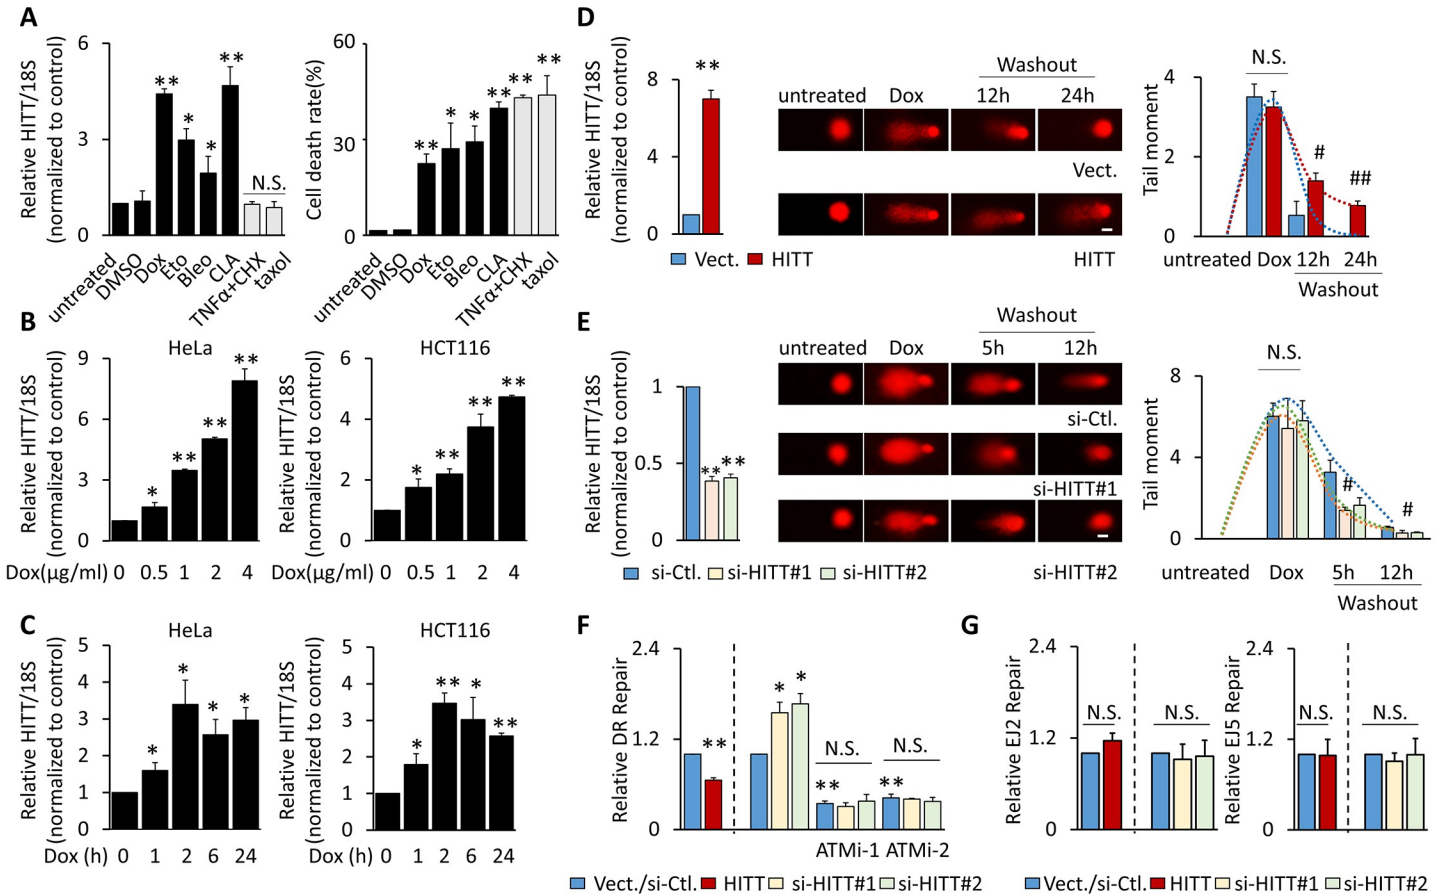 A
Relative HITT/18S
(normalized to control)
6
3
0
**
*
*
**
N.S.
untreated
DMSO
Dox
Eto
Bleo
CLA
TNFα+CHX
taxol
Cell death rate(%)
60
30
0
**
*
*
**
**
**
untreated
DMSO
Dox
Eto
Bleo
CLA
TNFα+CHX
taxol
B
HeLa
Relative HITT/18S
(normalized to control)
9
6
3
0
*
**
**
**
Dox(μg/ml) 0 0.5 1 2 4
HCT116
Relative HITT/18S
(normalized to control)
6
4
2
0
*
**
**
**
Dox(μg/ml) 0 0.5 1 2 4
C
HeLa
Relative HITT/18S
(normalized to control)
5
4
3
2
1
0
*
*
*
*
Dox (h) 0 1 2 6 24
HCT116
Relative HITT/18S
(normalized to control)
5
4
3
2
1
0
*
**
*
**
Dox (h) 0 1 2 6 24
D
Relative HITT/18S
(normalized to control)
8
4
0
**
Vect. HITT
Washout
untreated Dox 12h 24h
Vect.
HITT
Tail moment
4
2
0
N.S.
#
##
untreated Dox 12h 24h
Washout
E
Relative HITT/18S
(normalized to control)
1
0.5
0
** **
si-Ctl. si-HITT#1 si-HITT#2
Washout
untreated Dox 5h 12h
si-Ctl.
si-HITT#1
si-HITT#2
Tail moment
8
4
0
N.S.
#
#
untreated Dox 5h 12h
Washout
F
Relative DR Repair
2.4
1.2
0
**
*
*
N.S.
**
N.S.
**
ATMi-1 ATMi-2
Vect./si-Ctl. HITT si-HITT#1 si-HITT#2
G
Relative EJ2 Repair
2.4
1.2
0
N.S.
N.S.
Relative EJ5 Repair
2.4
1.2
0
N.S.
N.S.
Vect./si-Ctl. HITT si-HITT#1 si-HITT#2